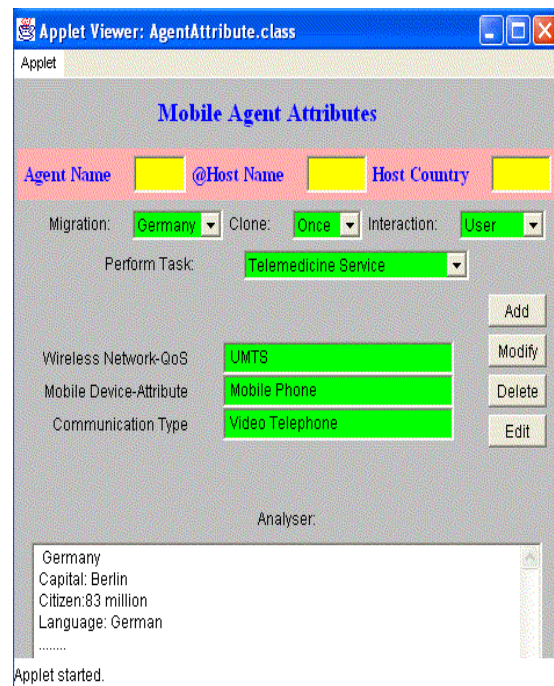 Applet Viewer: AgentAttribute.class
Applet
Mobile Agent Attributes
Agent Name @Host Name Host Country
Migration: Germany Clone: Once Interaction: User
Perform Task: Telemedicine Service
Add
Wireless Network-QoS UMTS Modify
Mobile Device-Attribute Mobile Phone Delete
Communication Type Video Telephone Edit
Analyser:
Germany
Capital: Berlin
Citizen:83 million
Language: German
........
Applet started.